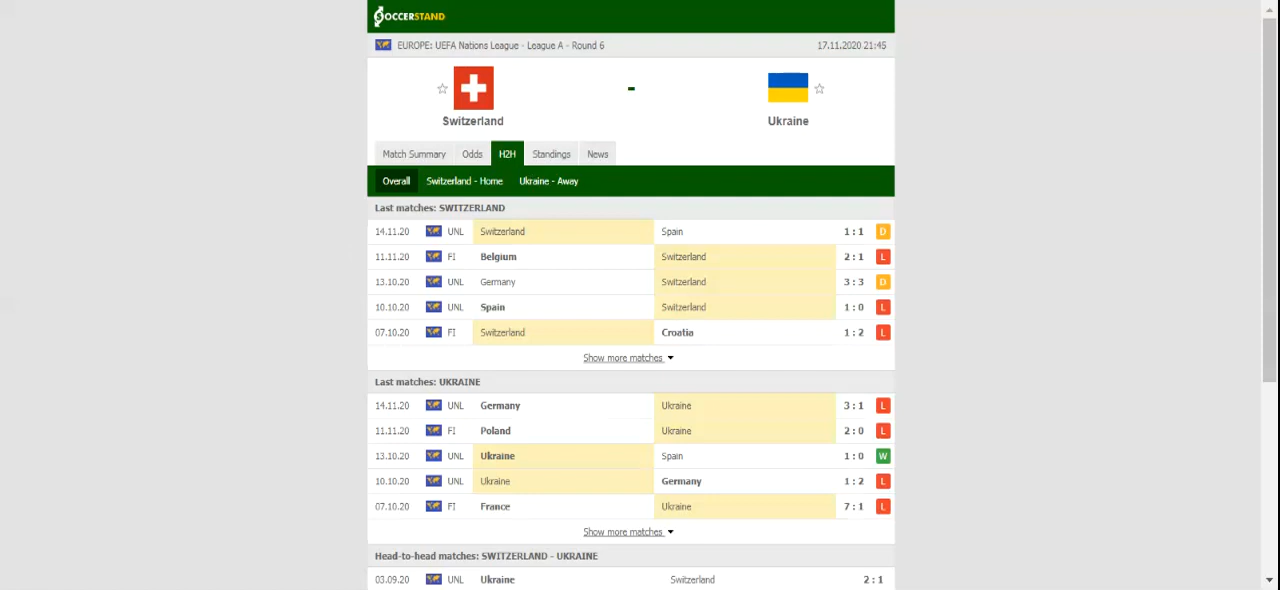 SOCCERSTAND
EUROPE: UEFA Nations League - League A - Round 6 17.11.2020 21:45
-
Switzerland Ukraine
Match Summary Odds H2H Standings News
Overall Switzerland - Home Ukraine - Away
Last matches: SWITZERLAND
14.11.20 UNL Switzerland Spain 1 : 1 D
11.11.20 FI Belgium Switzerland 2 : 1 L
13.10.20 UNL Germany Switzerland 3 : 3 D
10.10.20 UNL Spain Switzerland 1 : 0 L
07.10.20 FI Switzerland Croatia 1 : 2 L
Show more matches
Last matches: UKRAINE
14.11.20 UNL Germany Ukraine 3 : 1 L
11.11.20 FI Poland Ukraine 2 : 0 L
13.10.20 UNL Ukraine Spain 1 : 0 W
10.10.20 UNL Ukraine Germany 1 : 2 L
07.10.20 FI France Ukraine 7 : 1 L
Show more matches
Head-to-head matches: SWITZERLAND - UKRAINE
03.09.20 UNL Ukraine Switzerland 2 : 1